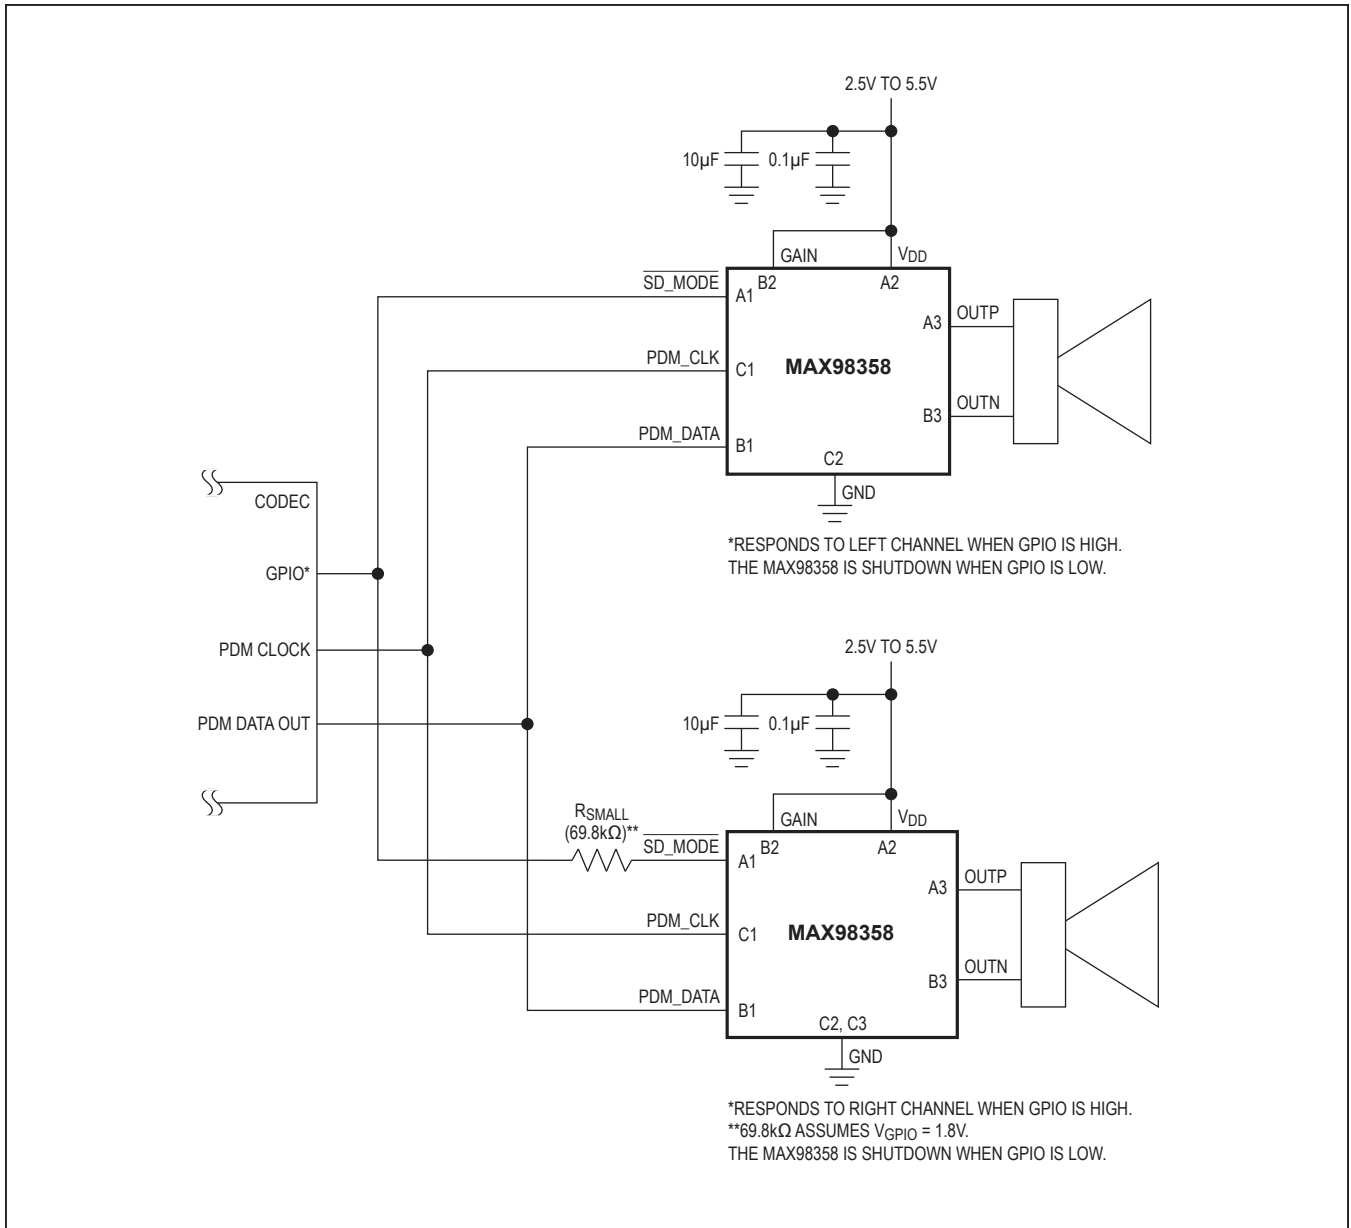 2.5V TO 5.5V
10µF
0.1µF
GAIN
VDD
SD_MODE
B2
A2
A1
OUTP
A3
PDM_CLK
C1
MAX98358
OUTN
B3
PDM_DATA
B1
C2
GND
CODEC
GPIO*
PDM CLOCK
PDM DATA OUT
*RESPONDS TO LEFT CHANNEL WHEN GPIO IS HIGH.
THE MAX98358 IS SHUTDOWN WHEN GPIO IS LOW.
2.5V TO 5.5V
10µF
0.1µF
RSMALL
(69.8kΩ)**
GAIN
VDD
SD_MODE
B2
A2
A1
OUTP
A3
PDM_CLK
C1
MAX98358
OUTN
B3
PDM_DATA
B1
C2, C3
GND
*RESPONDS TO RIGHT CHANNEL WHEN GPIO IS HIGH.
**69.8kΩ ASSUMES VGPIO = 1.8V.
THE MAX98358 IS SHUTDOWN WHEN GPIO IS LOW.